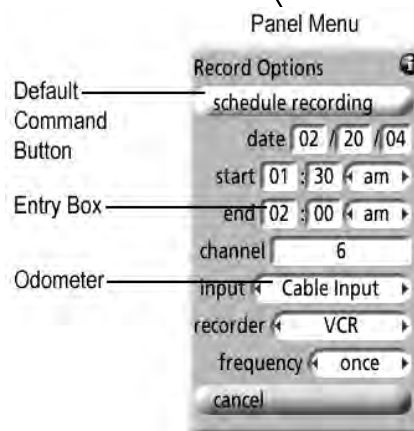 Panel Menu
Record Options
Default
Command
Button
schedule recording
date 02 / 20 / 04
start 01 : 30 am
Entry Box
end 02 : 00 am
channel 6
Odometer
input Cable Input
recorder VCR
frequency once
cancel